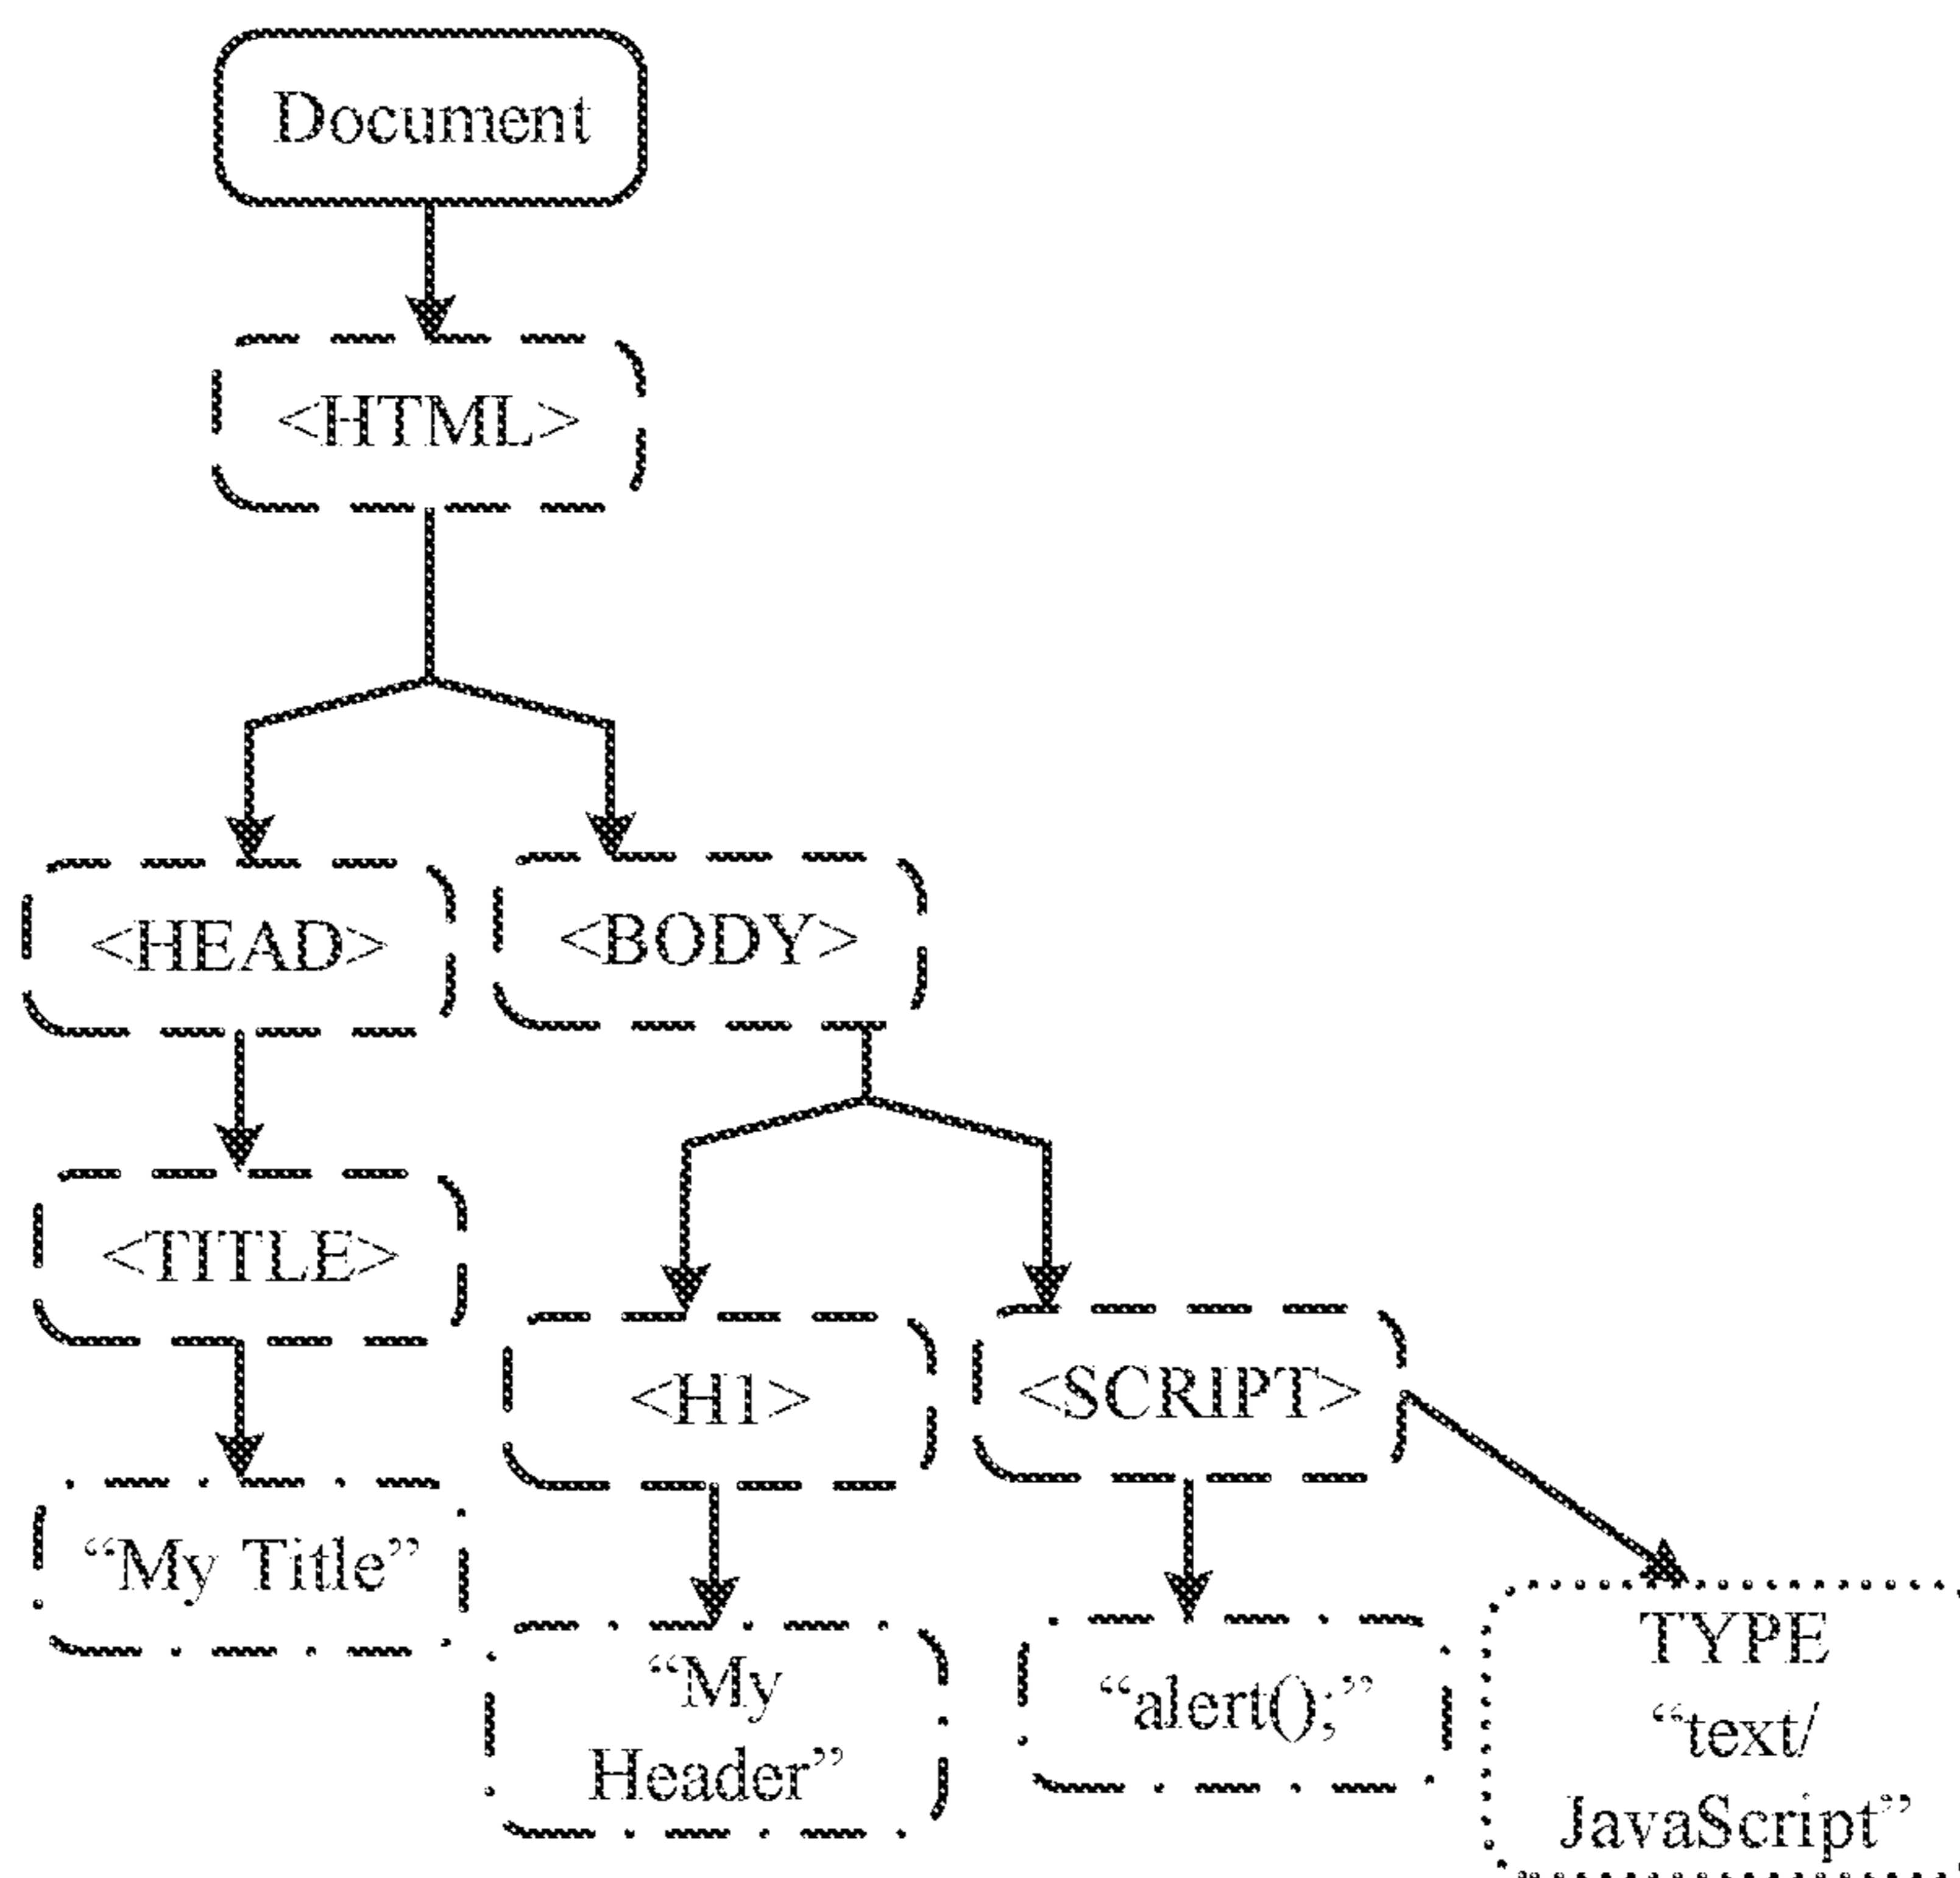 Document
<HTML>
<HEAD>
<BODY>
<TITLE>
<H1>
<SCRIPT>
“My Title”
“My
Header”
“alert();”
TYPE
“text/
JavaScript”